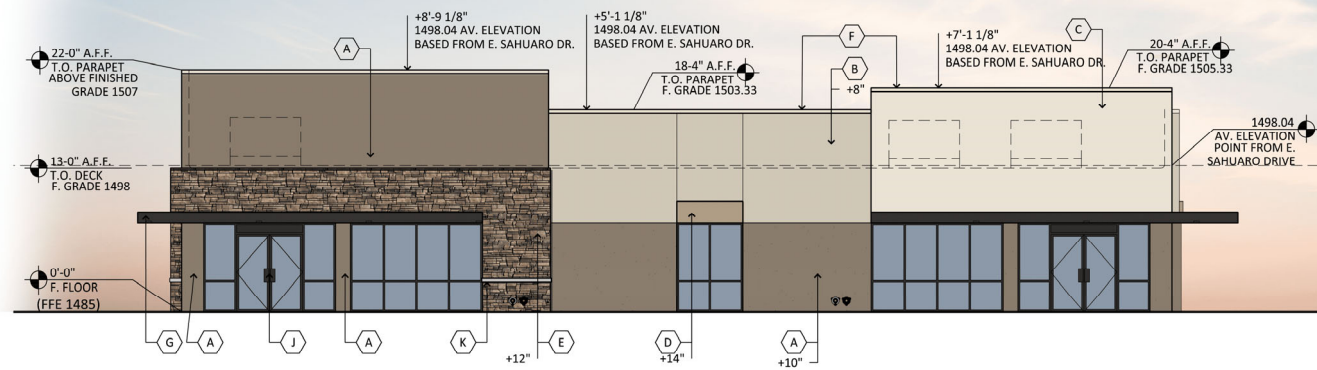 22-0" A.F.F.
T.O. PARAPET
ABOVE FINISHED
GRADE 1507
A
+8'-9 1/8"
1498.04 AV. ELEVATION
BASED FROM E. SAHUARO DR.
+5'-1 1/8"
1498.04 AV. ELEVATION
BASED FROM E. SAHUARO DR.
18-4" A.F.F.
T.O. PARAPET
F. GRADE 1503.33
F
B
+8"
+7'-1 1/8"
1498.04 AV. ELEVATION
BASED FROM E. SAHUARO DR.
C
20-4" A.F.F.
T.O. PARAPET
F. GRADE 1505.33
1498.04
AV. ELEVATION
POINT FROM E.
SAHUARO DRIVE
13-0" A.F.F.
T.O. DECK
F. GRADE 1498
0'-0"
F. FLOOR
(FFE 1485)
G
A
J
A
K
+12"
E
D
+14"
A
+10"